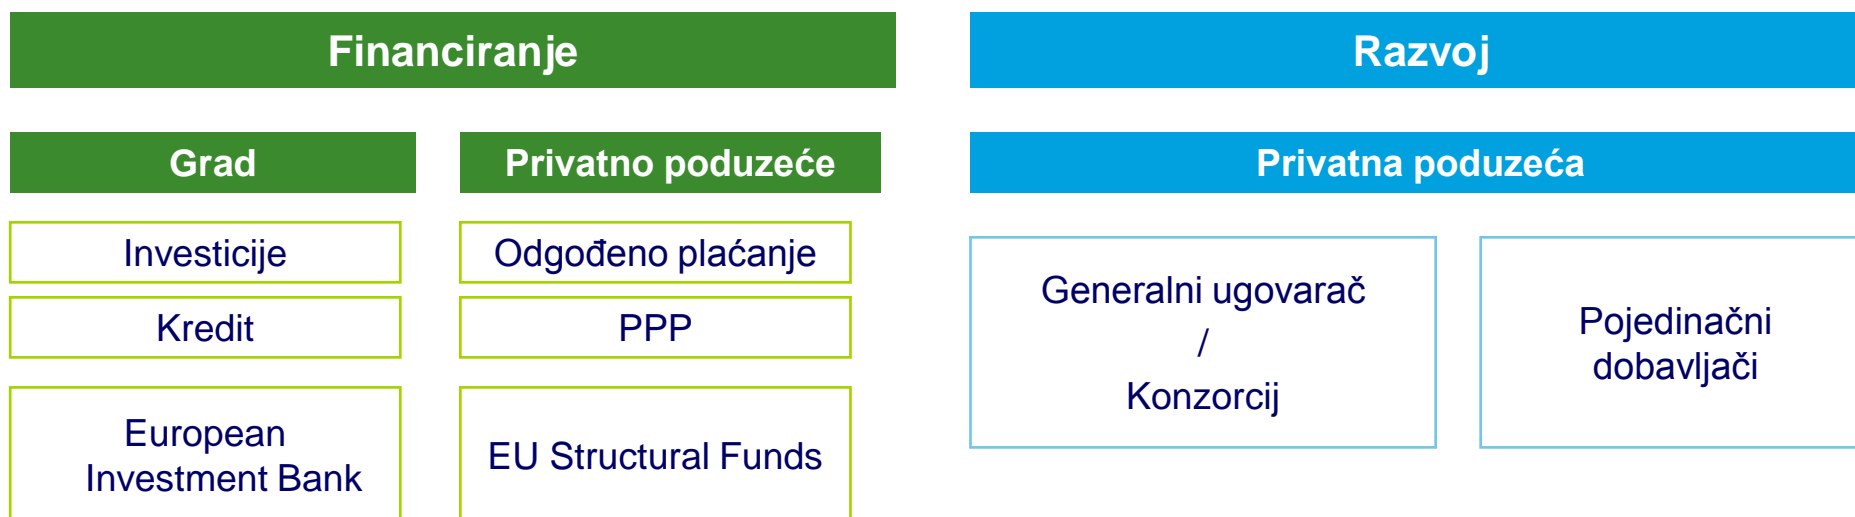 Financiranje
Grad
Privatno poduzeće
Investicije
Odgođeno plaćanje
Kredit
PPP
European
Investment Bank
EU Structural Funds
Razvoj
Privatna poduzeća
Generalni ugovarač
/
Konzorcij
Pojedinačni
dobavljači